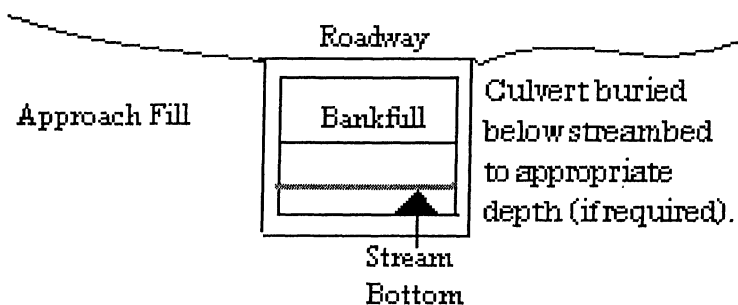 Roadway
Approach Fill
Bankfull
Culvert buried
below streambed
to appropriate
depth (if required).
Stream
Bottom